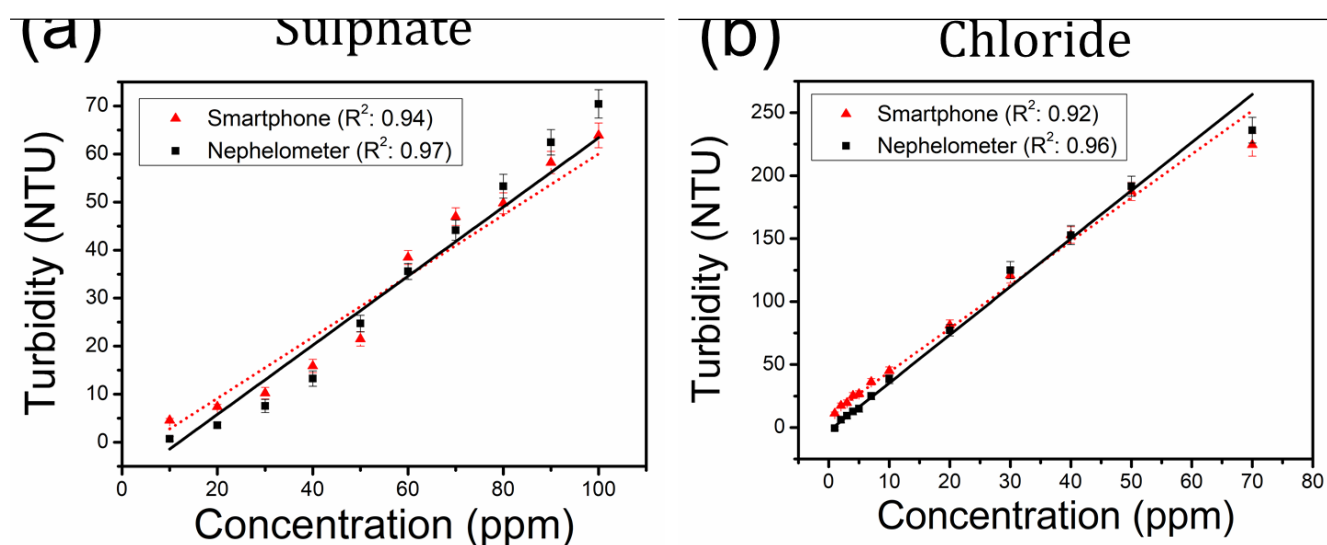 (a) Sulphate
Smartphone (R²: 0.94)
Nephelometer (R²: 0.97)
Turbidity (NTU)
70
60
50
40
30
20
10
0
0 20 40 60 80 100
Concentration (ppm)
(b) Chloride
Smartphone (R²: 0.92)
Nephelometer (R²: 0.96)
Turbidity (NTU)
250
200
150
100
50
0
0 10 20 30 40 50 60 70 80
Concentration (ppm)